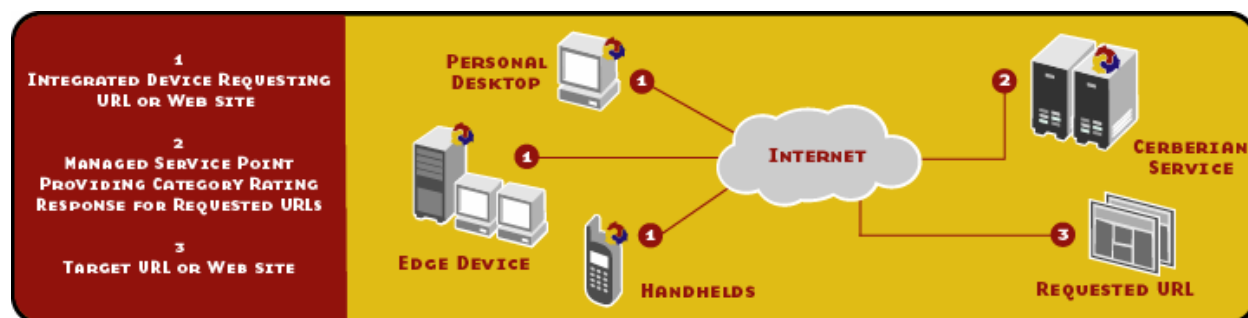 1
Integrated Device Requesting
URL or Web site
2
Managed Service Point
Providing Category Rating
Response for Requested URLs
3
Target URL or Web site
Personal
Desktop
1
Edge Device
1
Handhelds
1
Internet
2
Cerberian
Service
3
Requested URL